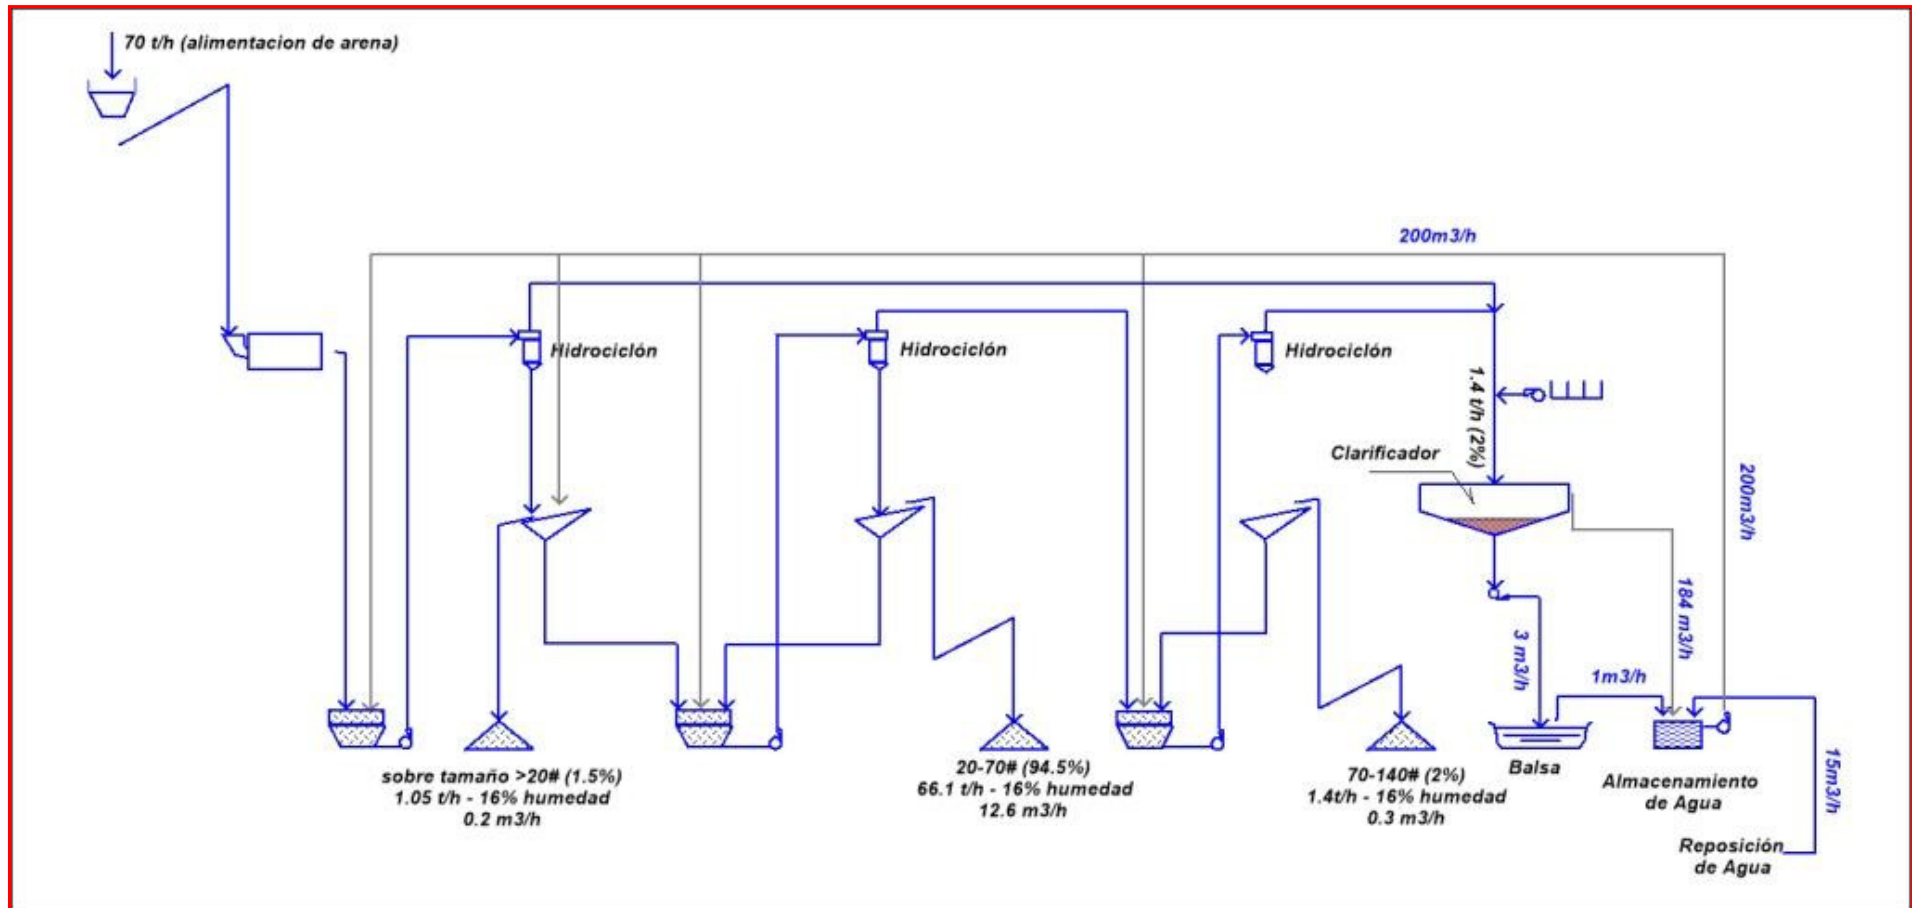 70 t/h (alimentacion de arena)
200m3/h
Hidrociclón
Hidrociclón
Hidrociclón
1.4 t/h (2%)
Clarificador
200m3/h
184 m3/h
3 m3/h
1m3/h
15m3/h
sobre tamaño >20# (1.5%)
1.05 t/h - 16% humedad
0.2 m3/h
20-70# (94.5%)
66.1 t/h - 16% humedad
12.6 m3/h
70-140# (2%)
1.4t/h - 16% humedad
0.3 m3/h
Balsa
Almacenamiento
de Agua
Reposición
de Agua